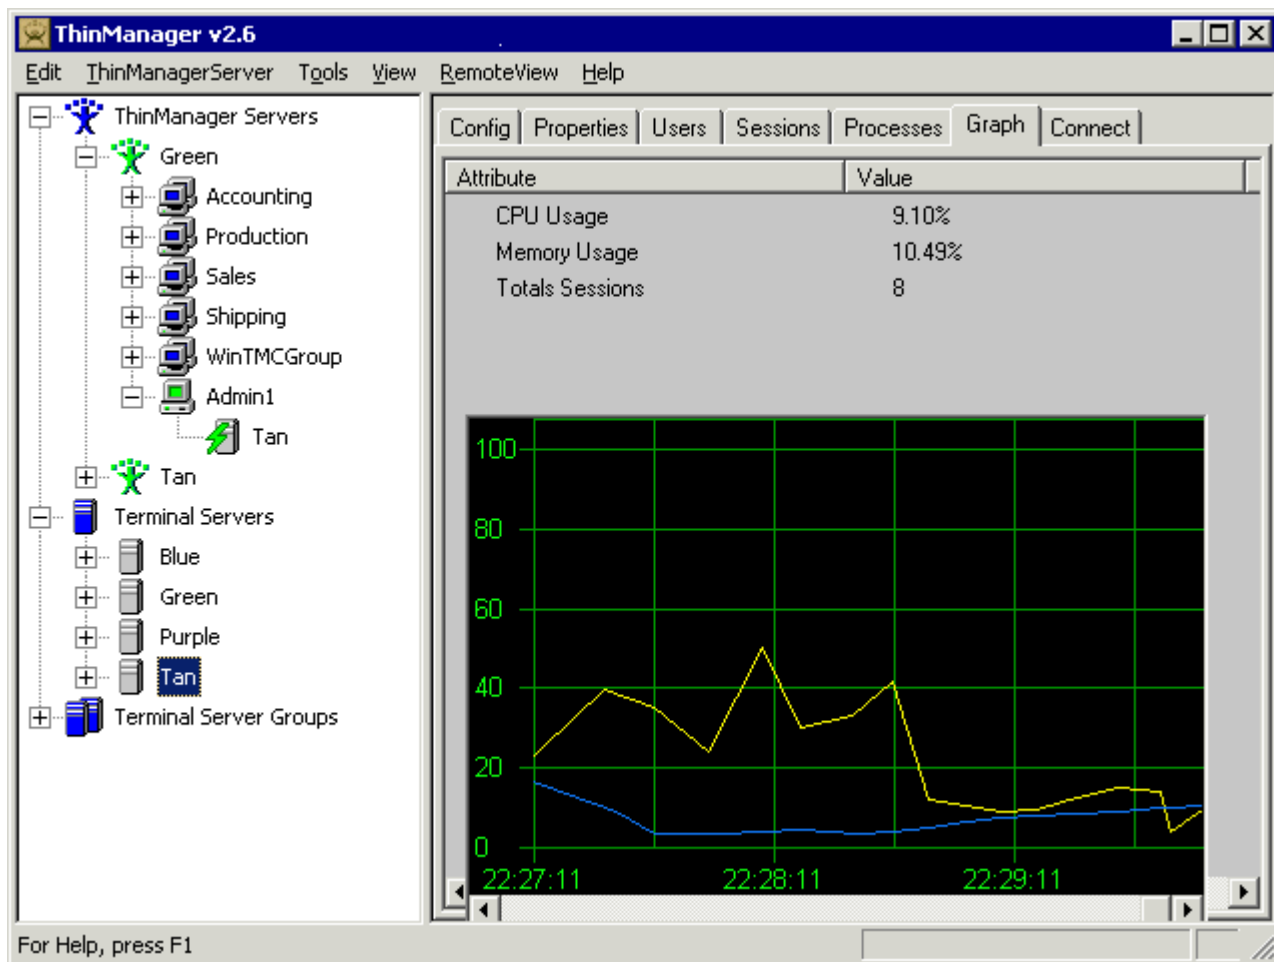 ThinManager v2.6
Edit ThinManagerServer Tools View RemoteView Help
ThinManager Servers
Green
Accounting
Production
Sales
Shipping
WinTMCGroup
Admin1
Tan
Tan
Terminal Servers
Blue
Green
Purple
Tan
Terminal Server Groups
Config Properties Users Sessions Processes Graph Connect
Attribute Value
CPU Usage 9.10%
Memory Usage 10.49%
Totals Sessions 8
100
80
60
40
20
0
22:27:11 22:28:11 22:29:11
For Help, press F1